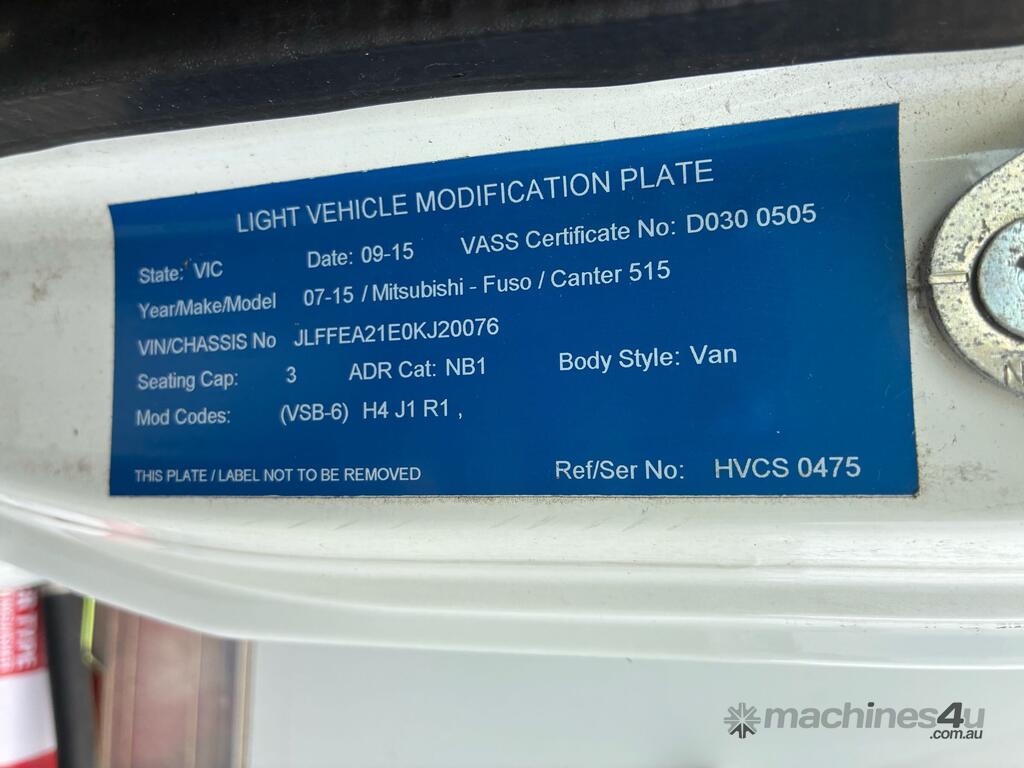 LIGHT VEHICLE MODIFICATION PLATE
State: VIC Date: 09-15 VASS Certificate No: D030 0505
Year/Make/Model 07-15 / Mitsubishi - Fuso / Canter 515
VIN/CHASSIS No JLFFEA21E0KJ20076
Seating Cap: 3 ADR Cat: NB1 Body Style: Van
Mod Codes: (VSB-6) H4 J1 R1 ,
THIS PLATE / LABEL NOT TO BE REMOVED Ref/Ser No: HVCS 0475
machines4u
.com.au